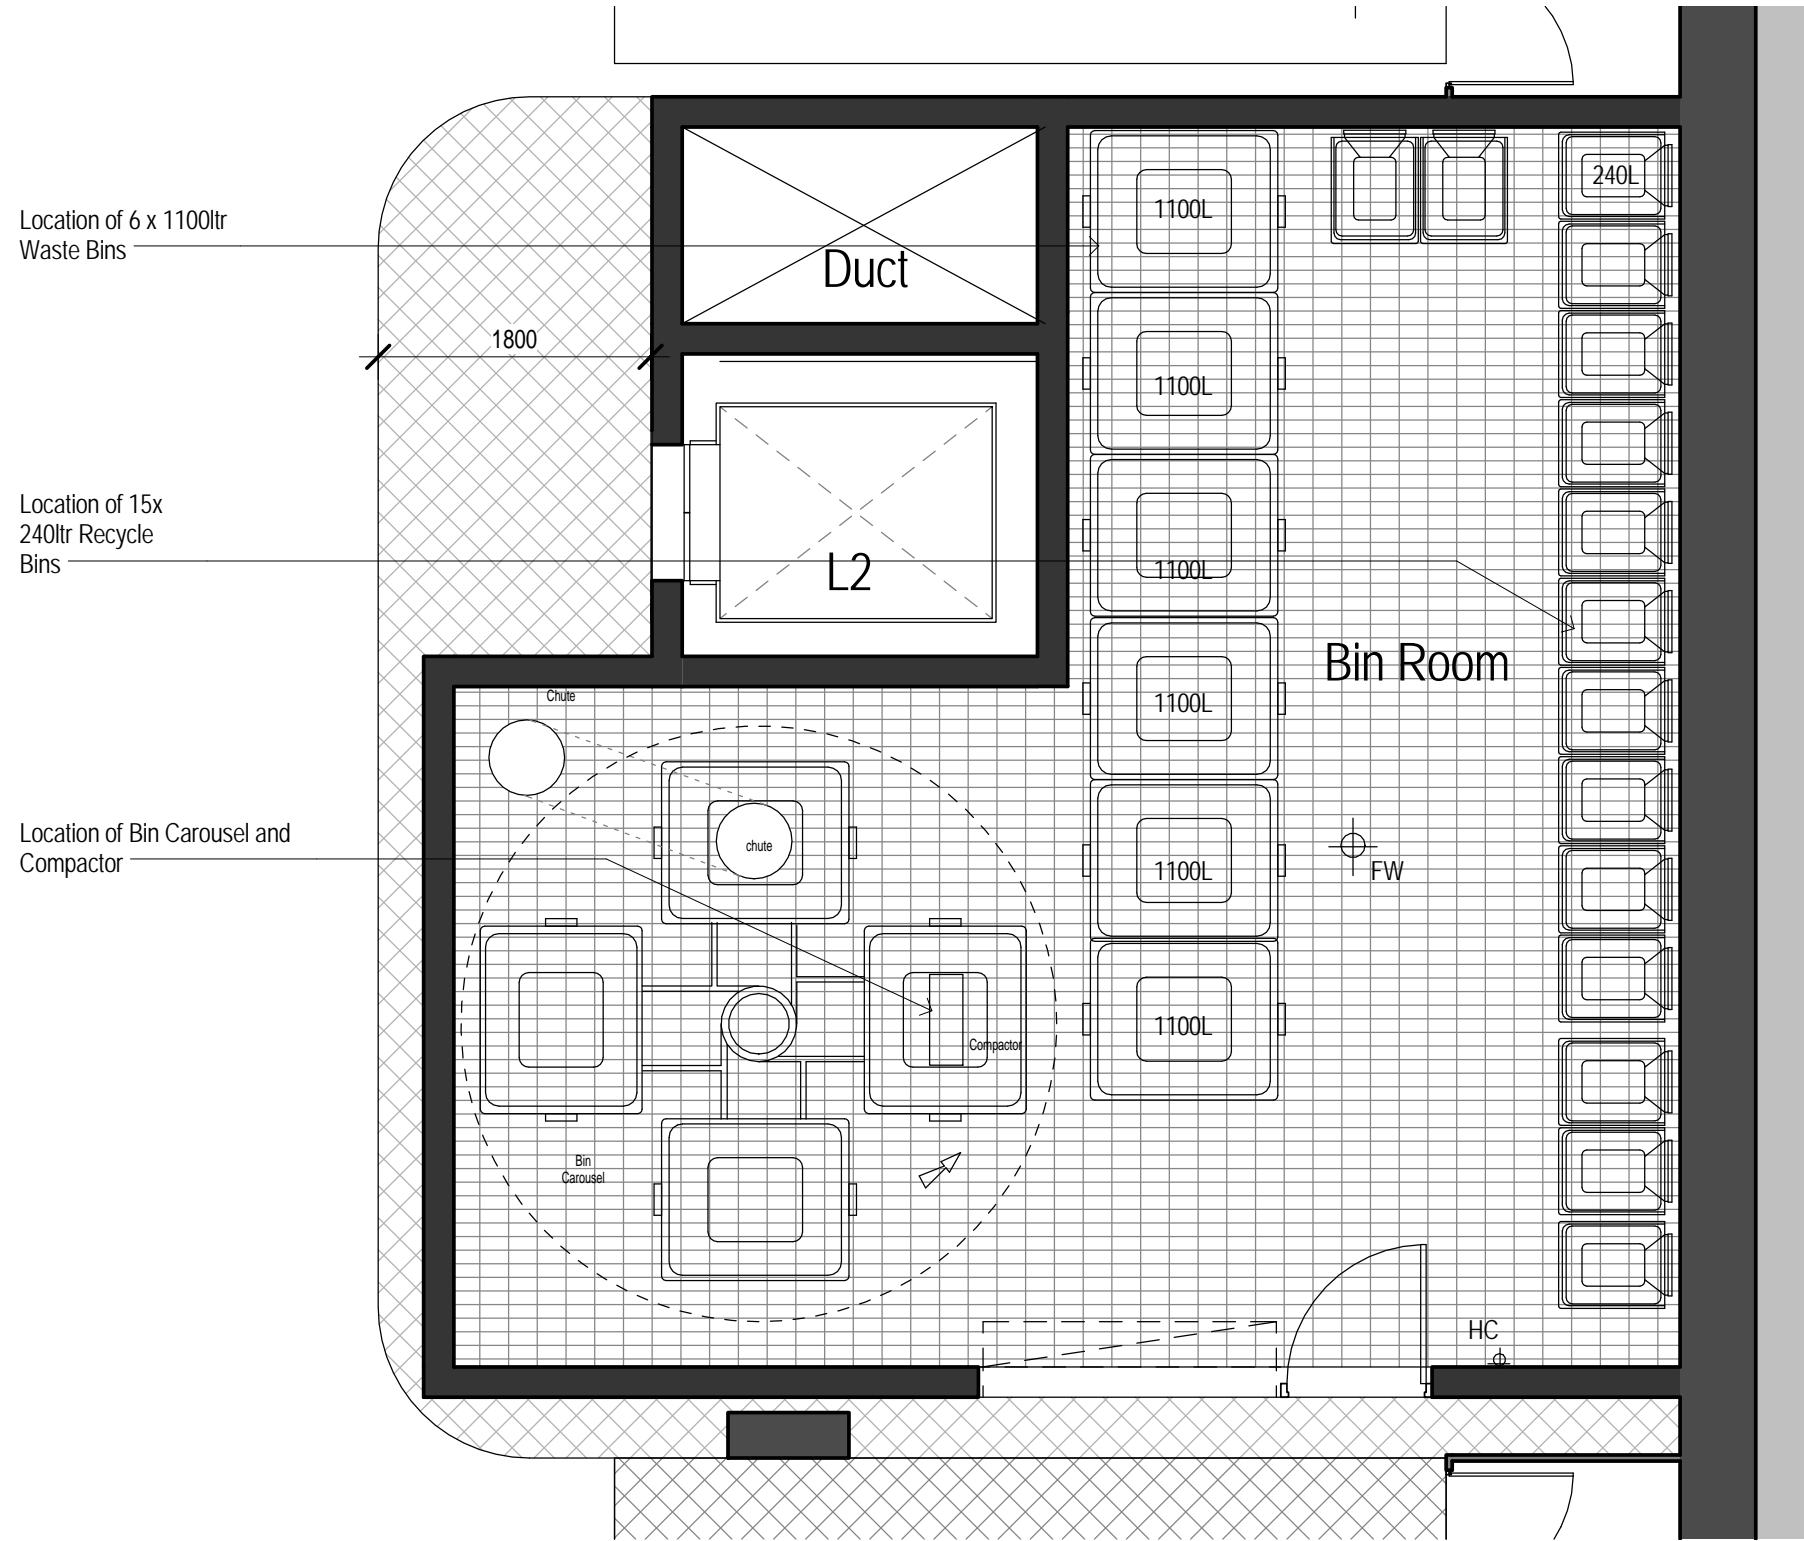 Location of 6 x 1100ltr
Waste Bins
Duct
1100L
240L
1800
1100L
Location of 15x
240ltr Recycle
Bins
L2
1100L
Bin Room
Chute
1100L
Location of Bin Carousel and
Compactor
chute
1100L
FW
Compactor
1100L
Bin
Carousel
HC